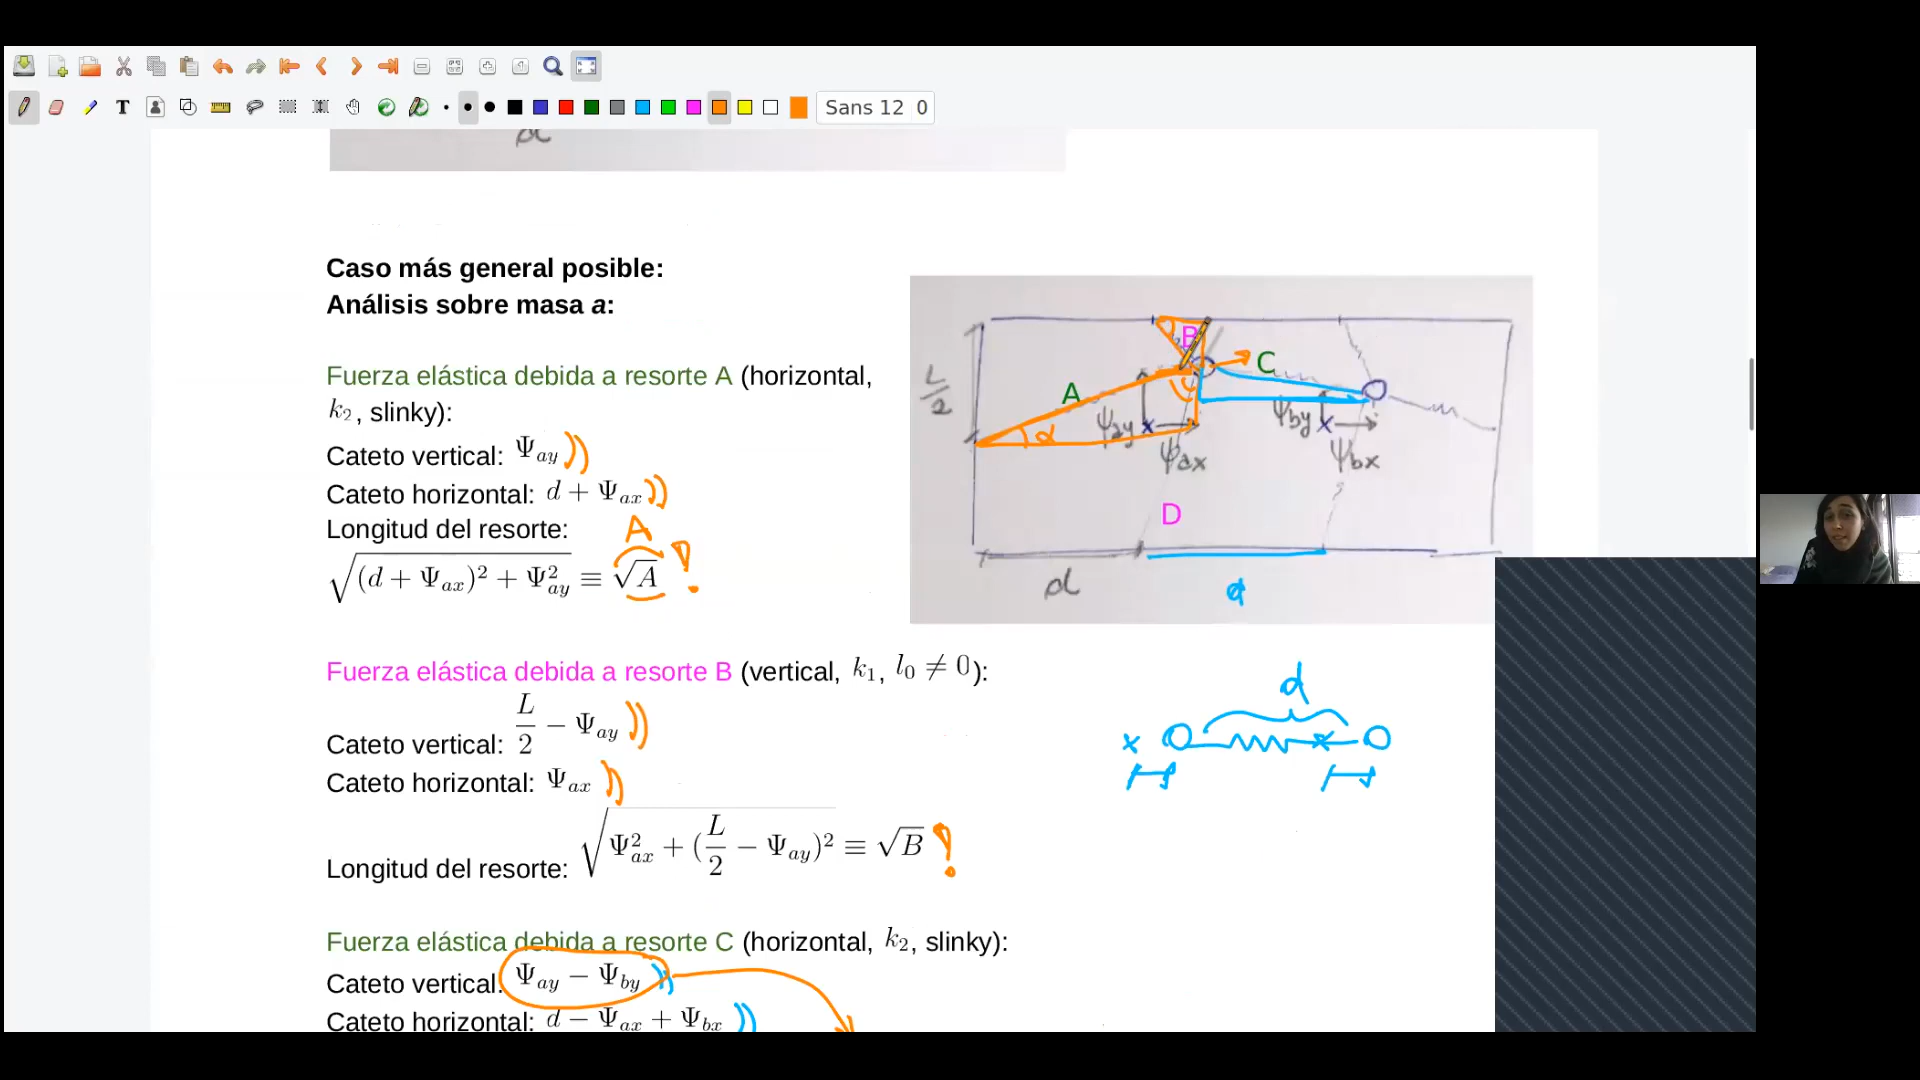 Sans 12 0
d
Caso más general posible:
Análisis sobre masa a:
Fuerza elástica debida a resorte A (horizontal,
k₂, slinky):
Cateto vertical: Ψay
Cateto horizontal: d + Ψax
Longitud del resorte:
A
√((d + Ψax)² + Ψ²ay) ≡ √A !
B
C
A
L/2
α
Ψay x
Ψax
Ψby x
Ψbx
D
d
d
Fuerza elástica debida a resorte B (vertical, k₁, l₀ ≠ 0):
Cateto vertical: L/2 − Ψay
Cateto horizontal: Ψax
Longitud del resorte: √(Ψ²ax + (L/2 − Ψay)²) ≡ √B !
d
x
x
Fuerza elástica debida a resorte C (horizontal, k₂, slinky):
Cateto vertical: Ψay − Ψby
Cateto horizontal: d − Ψax + Ψbx